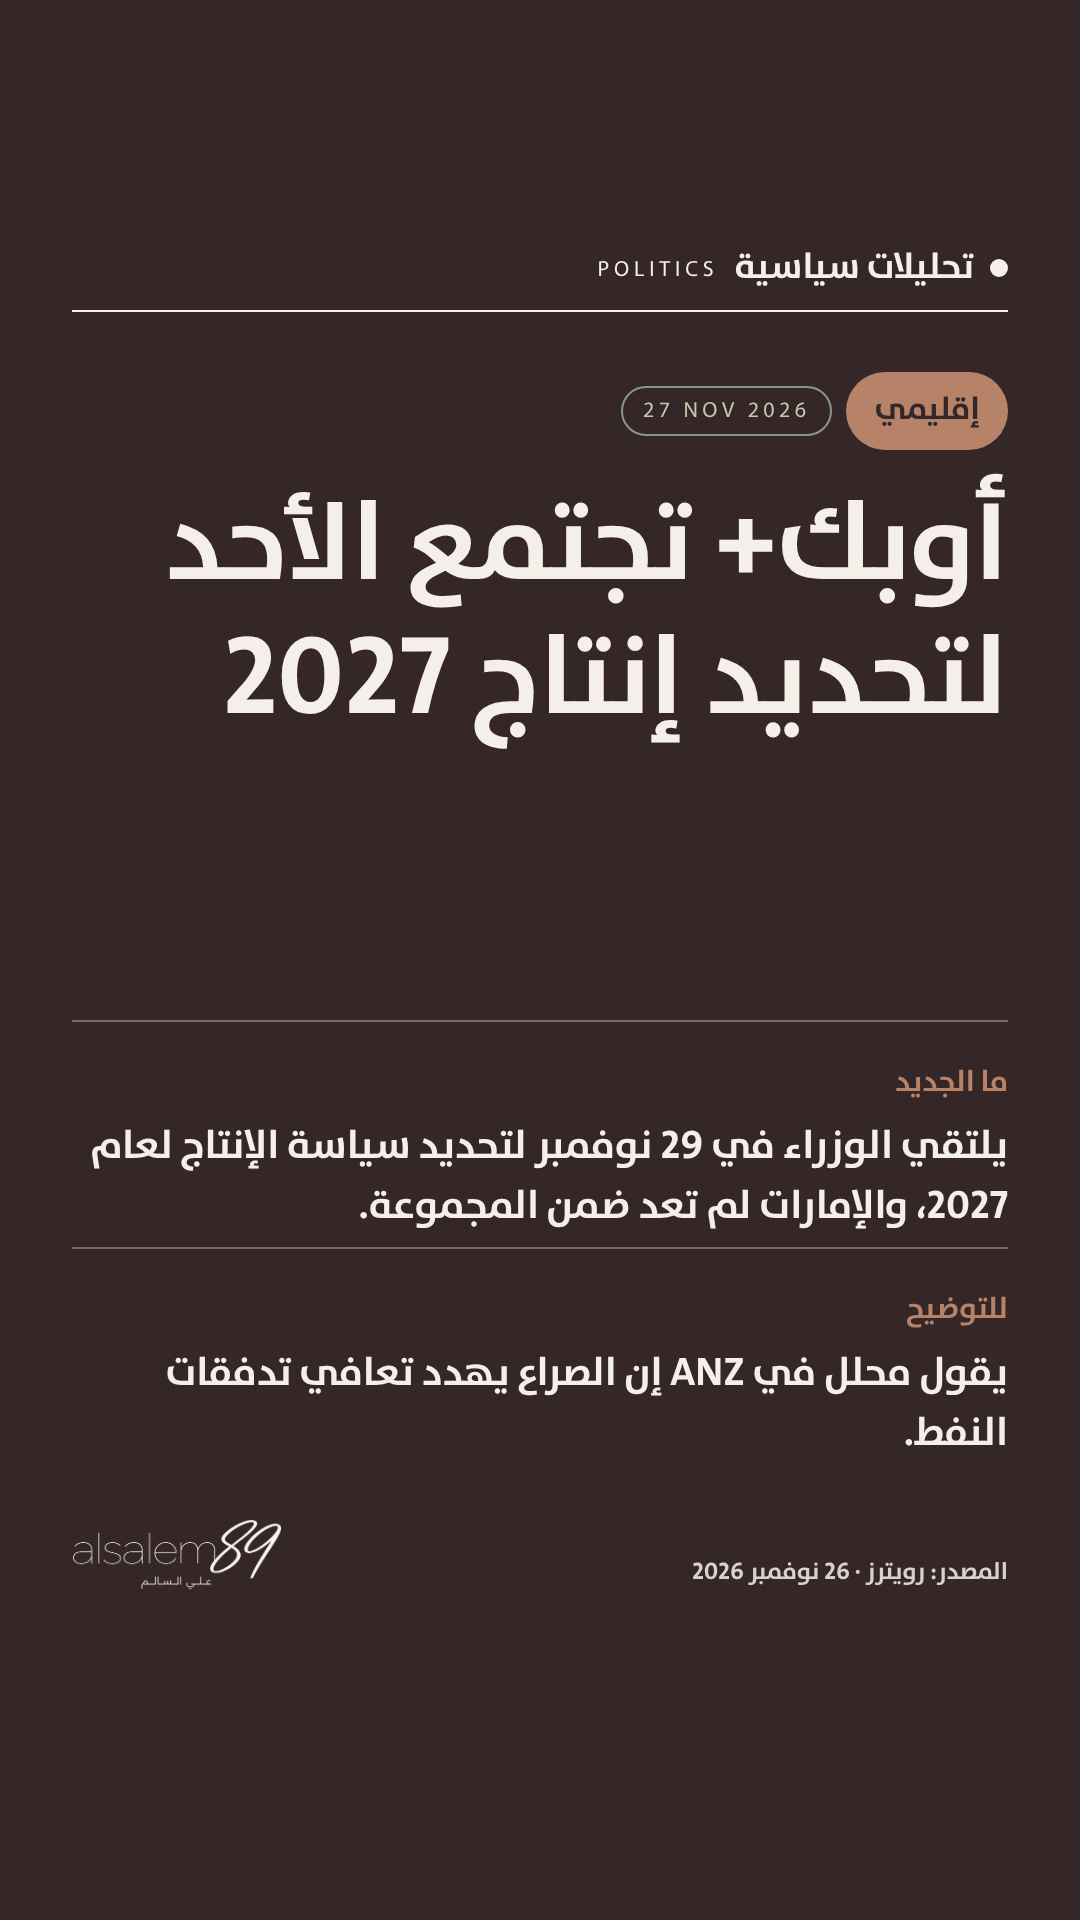 تحليلات سياسية POLITICS
إقليمي 27 NOV 2026
أوبك+ تجتمع الأحد
لتحديد إنتاج 2027
ما الجديد
يلتقي الوزراء في 29 نوفمبر لتحديد سياسة الإنتاج لعام
2027، والإمارات لم تعد ضمن المجموعة.
للتوضيح
يقول محلل في ANZ إن الصراع يهدد تعافي تدفقات
النفط.
المصدر: رويترز · 26 نوفمبر 2026
alsalem89
علي السالم